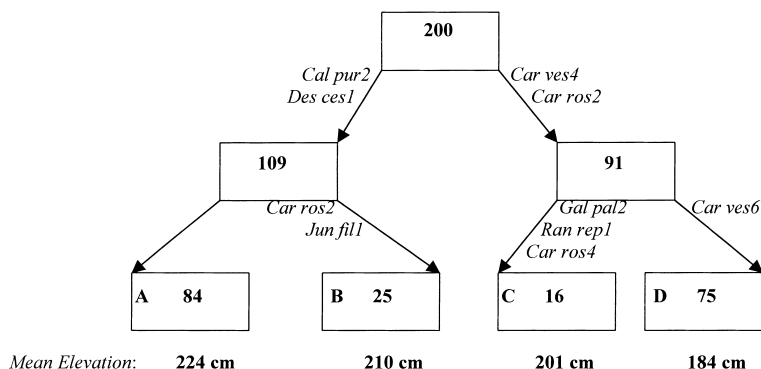 200
Cal pur2 Car ves4
Des ces1 Car ros2
109 91
Car ros2 Gal pal2 Car ves6
Jun fil1 Ran rep1
Car ros4
A 84 B 25 C 16 D 75
Mean Elevation: 224 cm 210 cm 201 cm 184 cm